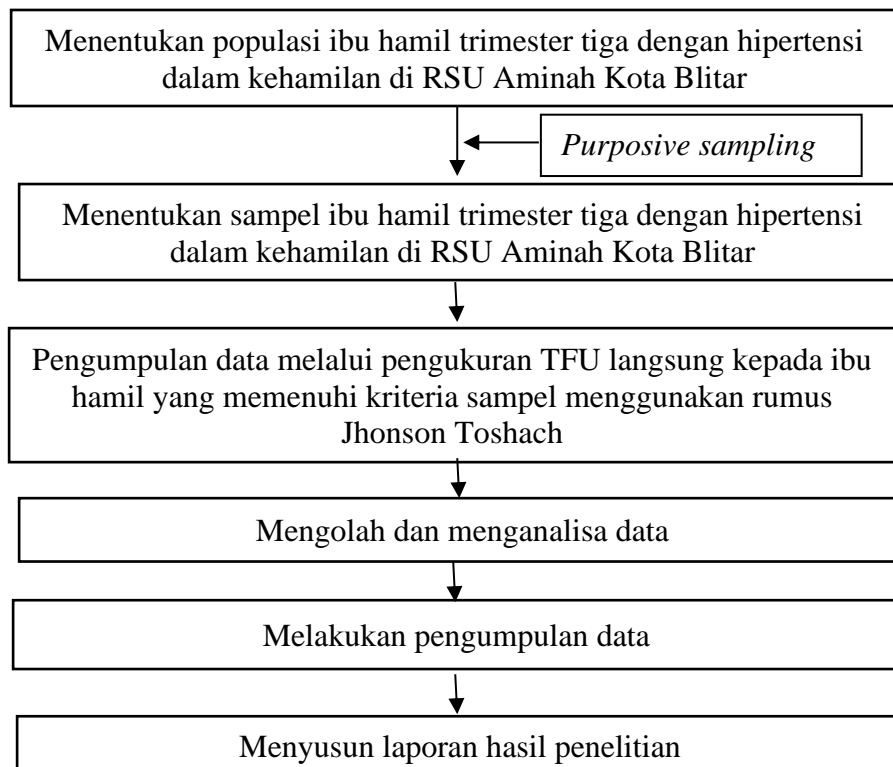 Menentukan populasi ibu hamil trimester tiga dengan hipertensi
dalam kehamilan di RSU Aminah Kota Blitar
Purposive sampling
Menentukan sampel ibu hamil trimester tiga dengan hipertensi
dalam kehamilan di RSU Aminah Kota Blitar
Pengumpulan data melalui pengukuran TFU langsung kepada ibu
hamil yang memenuhi kriteria sampel menggunakan rumus
Jhonson Toshach
Mengolah dan menganalisa data
Melakukan pengumpulan data
Menyusun laporan hasil penelitian